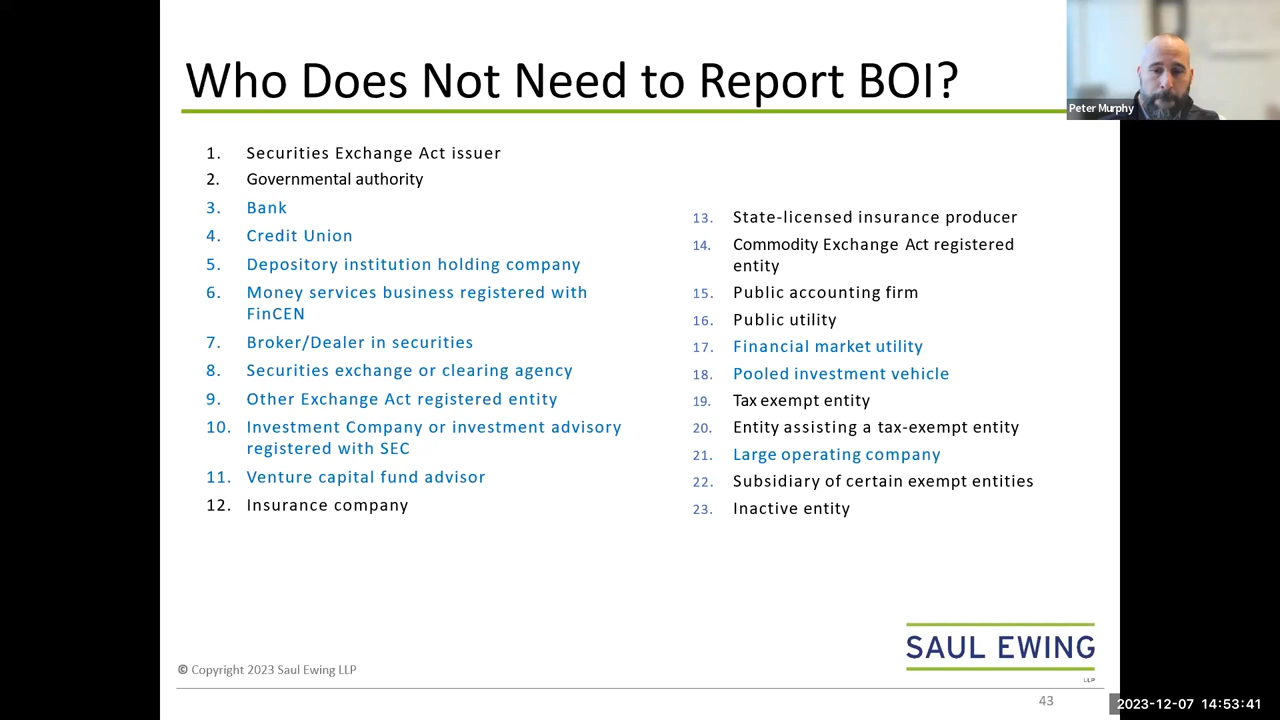 Who Does Not Need to Report BOI?
Peter Murphy
1. Securities Exchange Act issuer
2. Governmental authority
3. Bank
4. Credit Union
5. Depository institution holding company
6. Money services business registered with
FinCEN
7. Broker/Dealer in securities
8. Securities exchange or clearing agency
9. Other Exchange Act registered entity
10. Investment Company or investment advisory
registered with SEC
11. Venture capital fund advisor
12. Insurance company
13. State-licensed insurance producer
14. Commodity Exchange Act registered
entity
15. Public accounting firm
16. Public utility
17. Financial market utility
18. Pooled investment vehicle
19. Tax exempt entity
20. Entity assisting a tax-exempt entity
21. Large operating company
22. Subsidiary of certain exempt entities
23. Inactive entity
SAUL EWING
LLP
© Copyright 2023 Saul Ewing LLP
43
2023-12-07 14:53:41